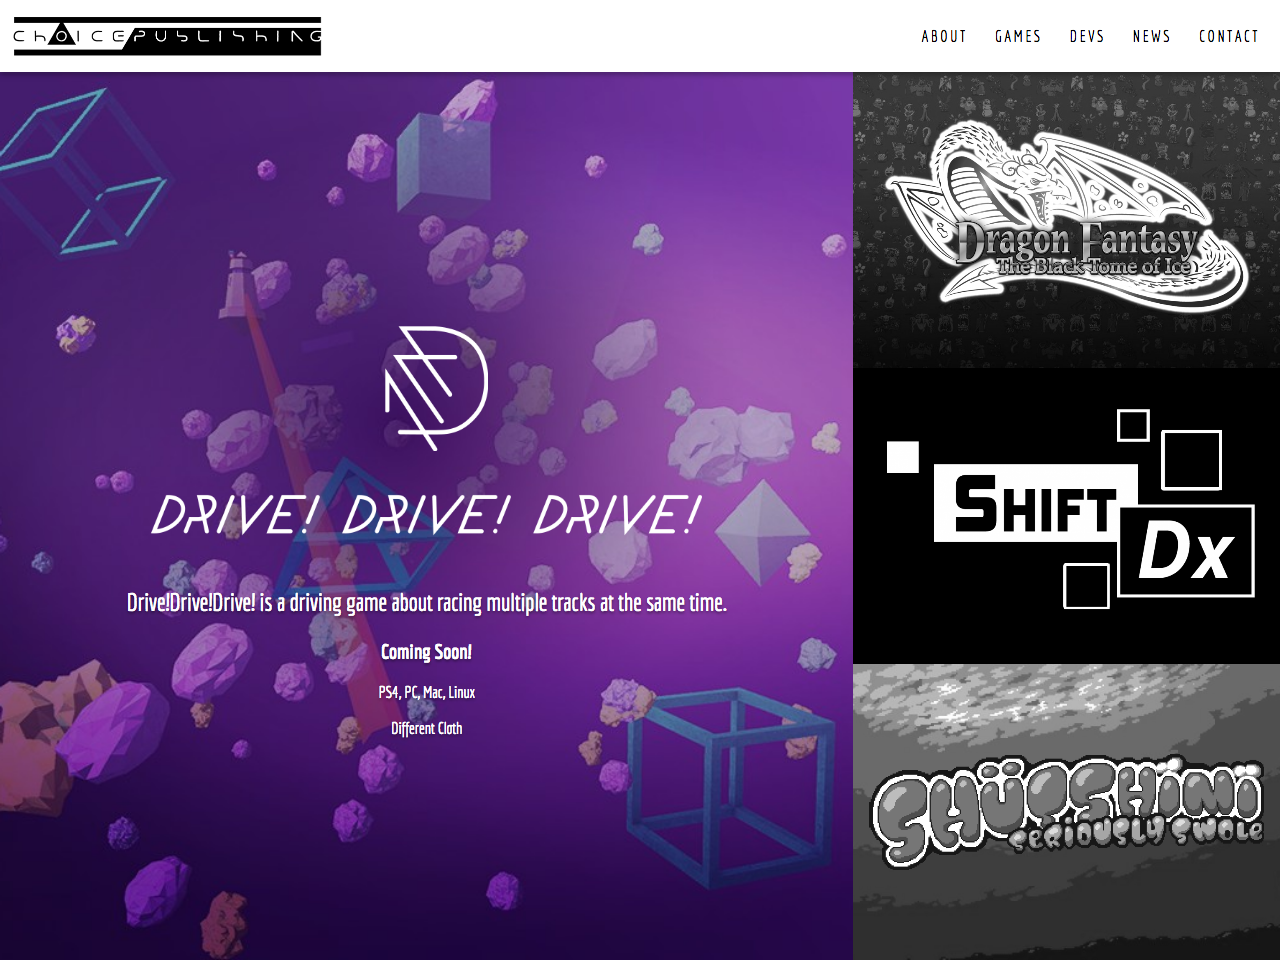 CHOICEPUBLISHING
ABOUT GAMES DEVS NEWS CONTACT
DRIVE! DRIVE! DRIVE!
Drive!Drive!Drive! is a driving game about racing multiple tracks at the same time.
Coming Soon!
PS4, PC, Mac, Linux
Different Cloth
Dragon Fantasy
The Black Tome of Ice
SHIFT
Dx
SHÜTSHIMI
SERIOUSLY SWOLE